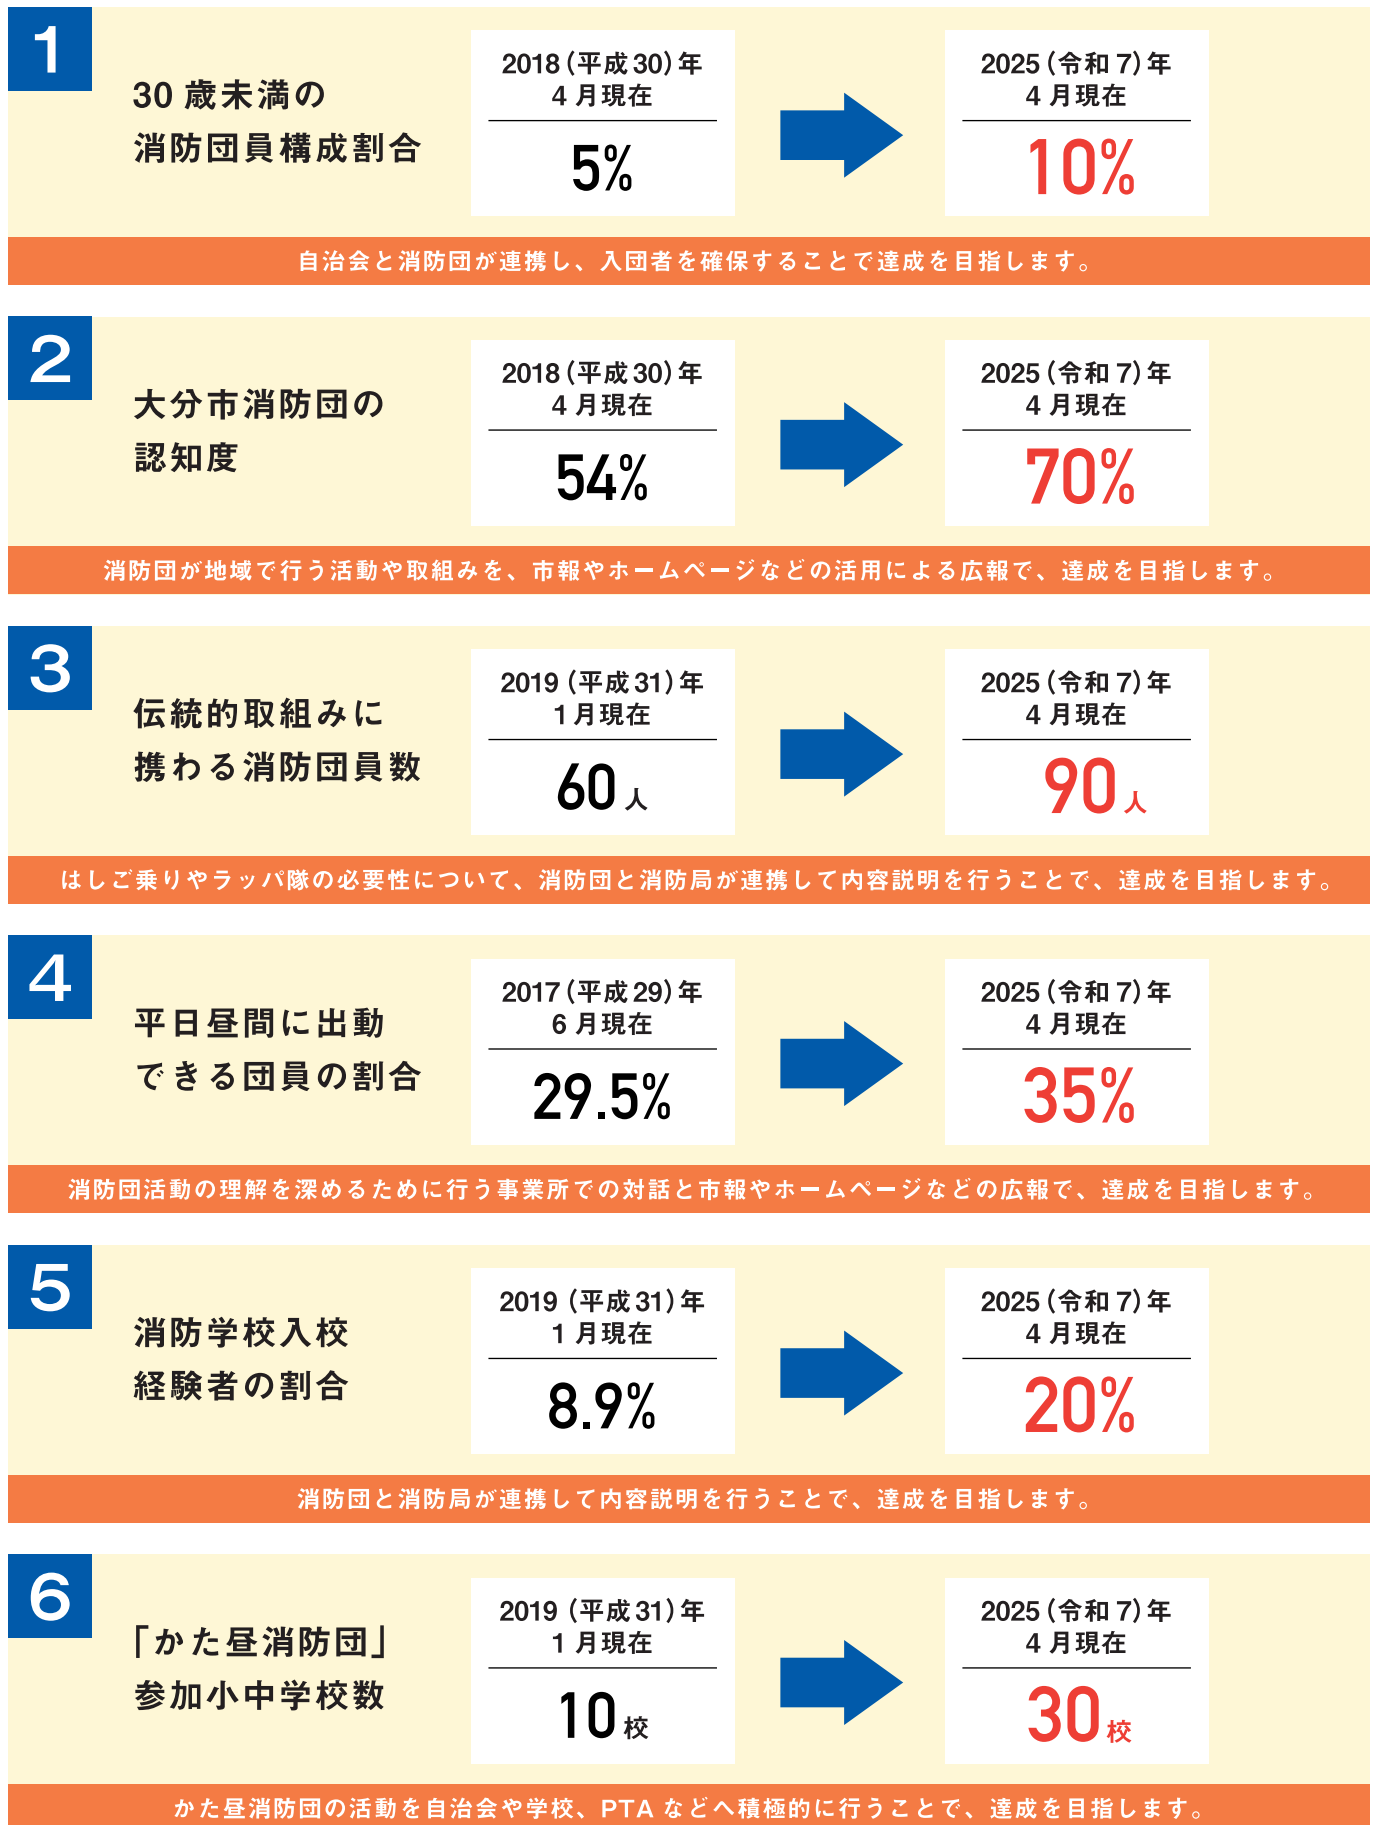 1
30歳未満の
消防団員構成割合
2018（平成30）年
4月現在
5%
2025（令和7）年
4月現在
10%
自治会と消防団が連携し、入団者を確保することで達成を目指します。
2
大分市消防団の
認知度
2018（平成30）年
4月現在
54%
2025（令和7）年
4月現在
70%
消防団が地域で行う活動や取組みを、市報やホームページなどの活用による広報で、達成を目指します。
3
伝統的取組みに
携わる消防団員数
2019（平成31）年
1月現在
60人
2025（令和7）年
4月現在
90人
はしご乗りやラッパ隊の必要性について、消防団と消防局が連携して内容説明を行うことで、達成を目指します。
4
平日昼間に出動
できる団員の割合
2017（平成29）年
6月現在
29.5%
2025（令和7）年
4月現在
35%
消防団活動の理解を深めるために行う事業所での対話と市報やホームページなどの広報で、達成を目指します。
5
消防学校入校
経験者の割合
2019（平成31）年
1月現在
8.9%
2025（令和7）年
4月現在
20%
消防団と消防局が連携して内容説明を行うことで、達成を目指します。
6
「かた昼消防団」
参加小中学校数
2019（平成31）年
1月現在
10校
2025（令和7）年
4月現在
30校
かた昼消防団の活動を自治会や学校、PTAなどへ積極的に行うことで、達成を目指します。